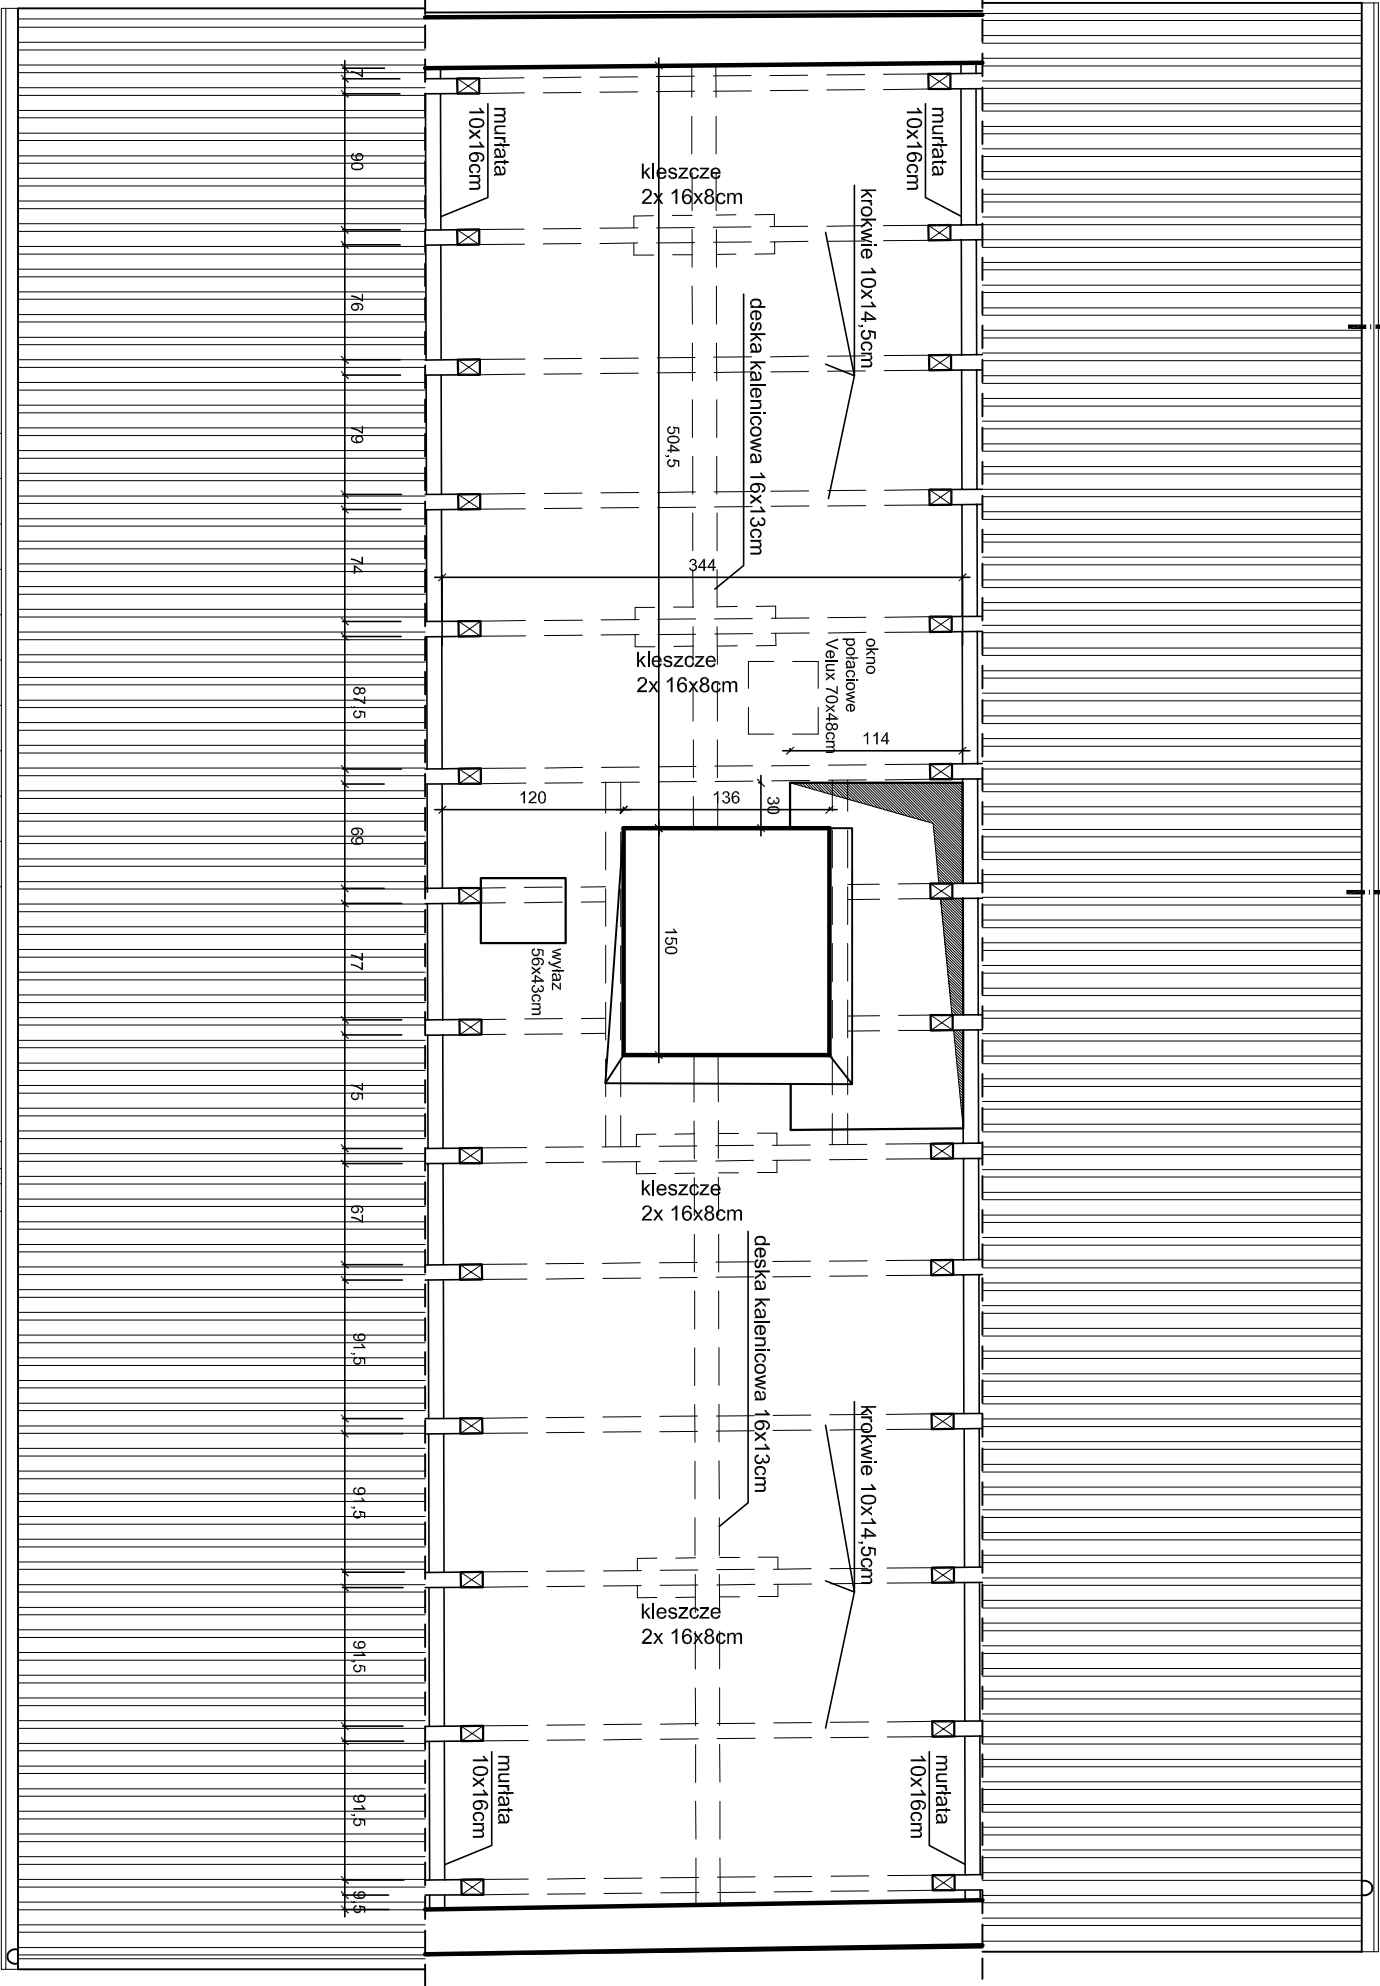 7
90
76
79
74
87,5
69
77
75
67
91,5
91,5
91,5
91,5
9,5
murłata
10x16cm
murłata
10x16cm
kleszcze
2x 16x8cm
krokwie 10x14,5cm
deska kalenicowa 16x13cm
504,5
344
kleszcze
2x 16x8cm
okno
połaciowe
Velux 70x48cm
114
120
136
30
150
wyłaz
56x43cm
kleszcze
2x 16x8cm
deska kalenicowa 16x13cm
krokwie 10x14,5cm
kleszcze
2x 16x8cm
murłata
10x16cm
murłata
10x16cm